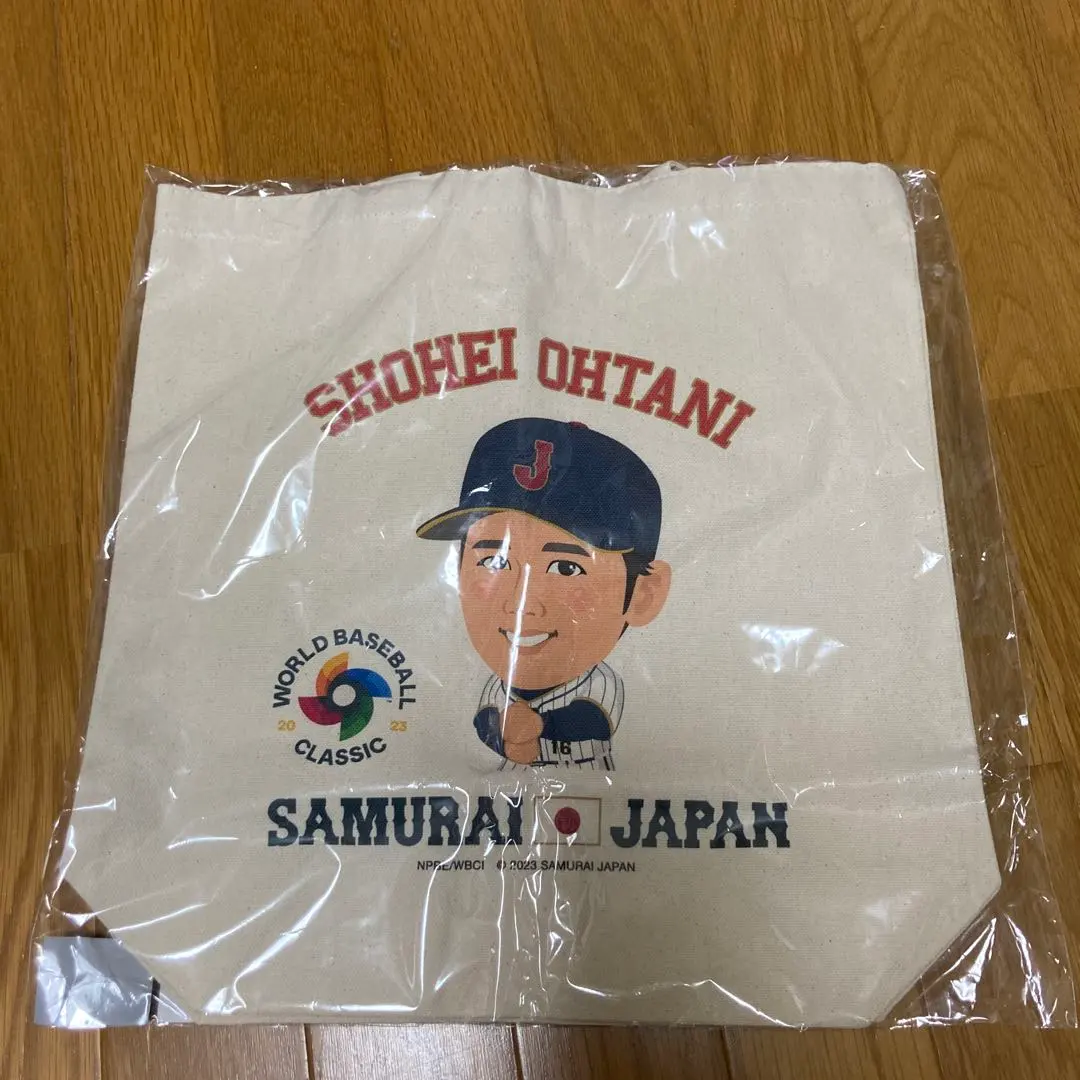 SHOHEI OHTANI
J
WORLD BASEBALL
20 23
CLASSIC
16
SAMURAI JAPAN
NPBE/WBCI © 2023 SAMURAI JAPAN